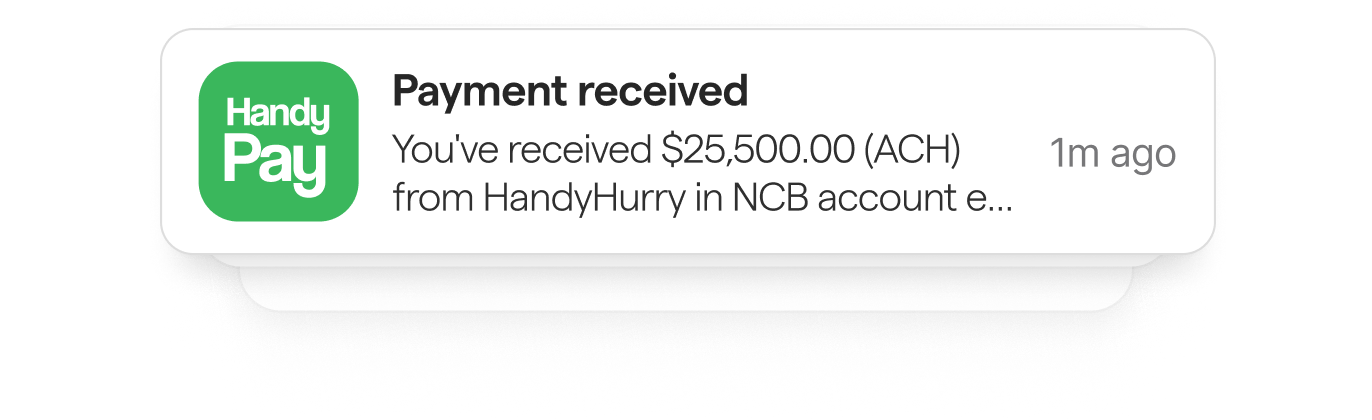 Handy
Pay
Payment received
You've received $25,500.00 (ACH)
from HandyHurry in NCB account e...
1m ago